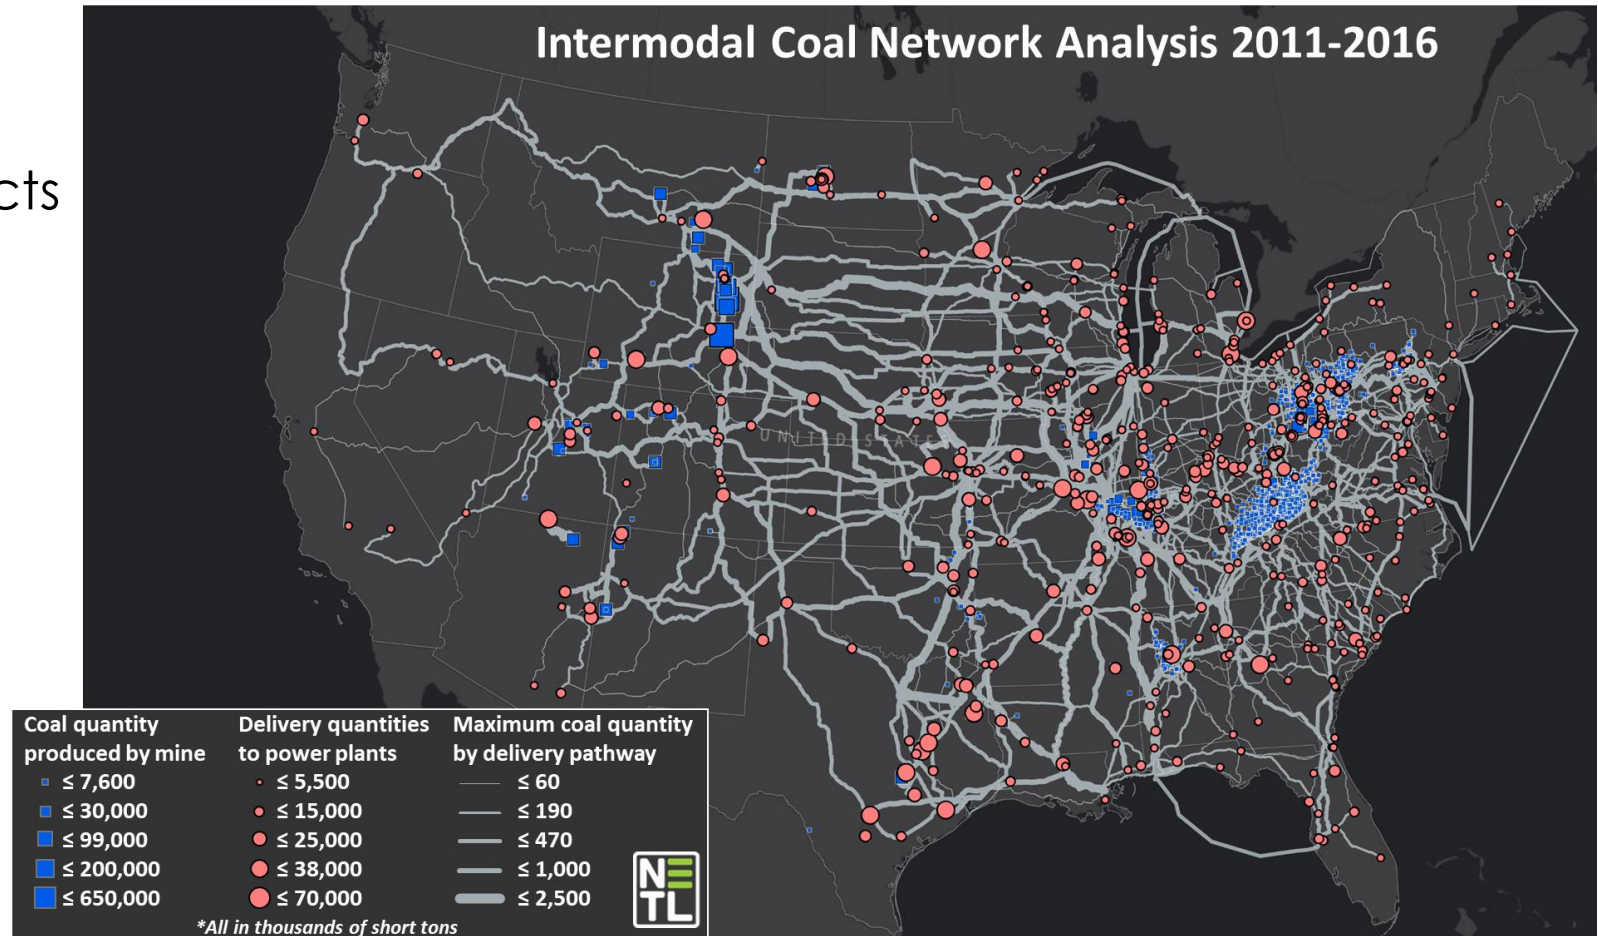 Intermodal Coal Network Analysis 2011-2016
cts
UNITED STATES
Coal quantity
produced by mine
≤ 7,600
≤ 30,000
≤ 99,000
≤ 200,000
≤ 650,000
Delivery quantities
to power plants
≤ 5,500
≤ 15,000
≤ 25,000
≤ 38,000
≤ 70,000
Maximum coal quantity
by delivery pathway
≤ 60
≤ 190
≤ 470
≤ 1,000
≤ 2,500
*All in thousands of short tons
NE
TL